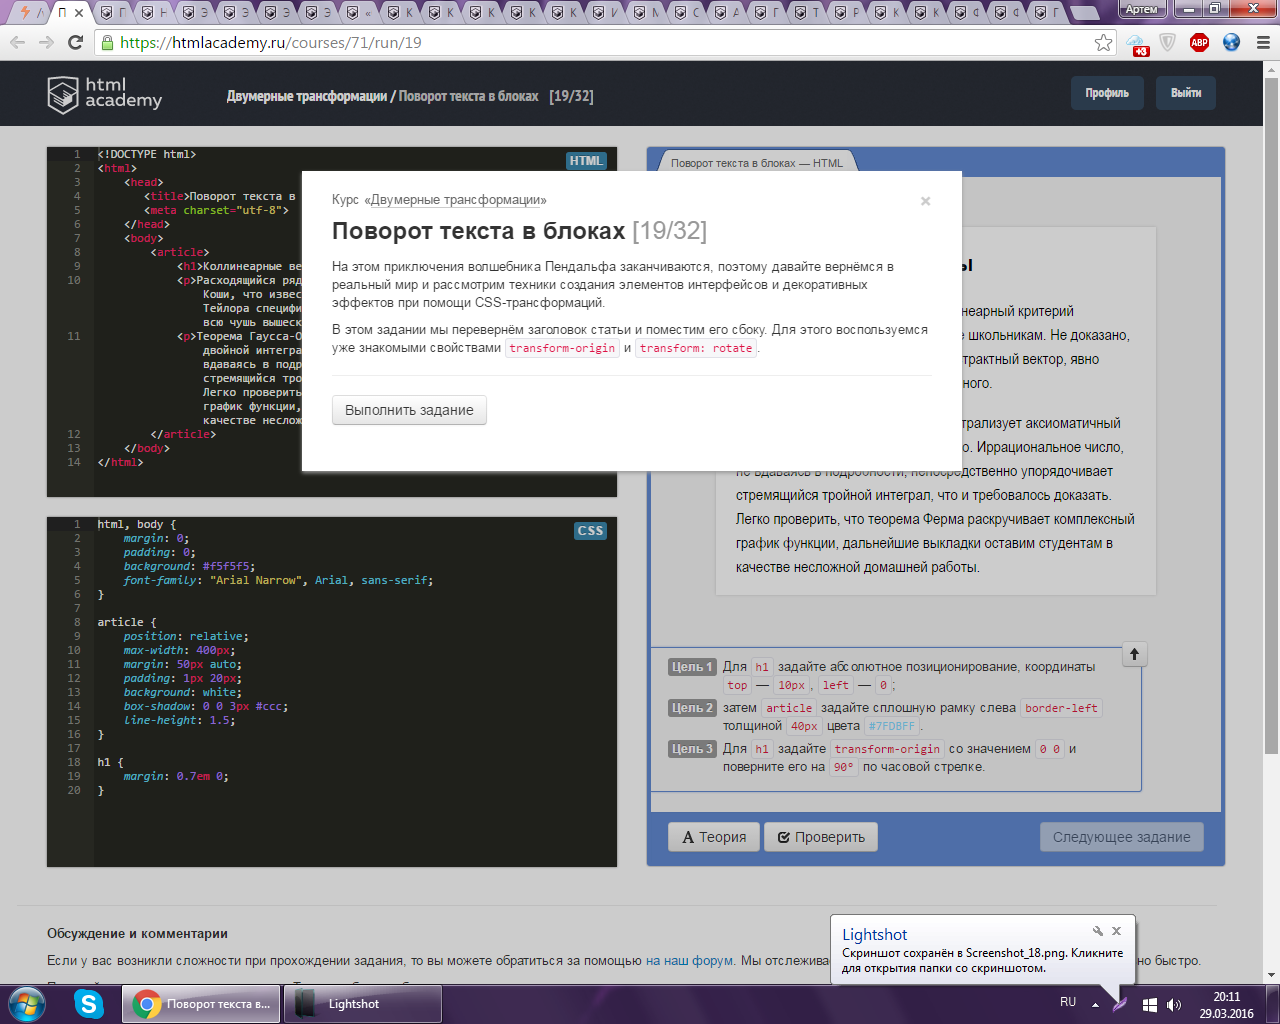 Артем
https://htmlacademy.ru/courses/71/run/19
+3
ABP
html
academy
Двумерные трансформации / Поворот текста в блоках [19/32]
Профиль
Выйти
HTML
1 <!DOCTYPE html>
2 <html>
3 <head>
4 <title>Поворот текста в
5 <meta charset="utf-8">
6 </head>
7 <body>
8 <article>
9 <h1>Коллинеарные ве
10 <p>Расходящийся ряд
Коши, что извес
Тейлора специфи
всю чушь вышеск
11 <p>Теорема Гаусса-О
двойной интегра
вдаваясь в подр
стремящийся тро
Легко проверить
график функции,
качестве неслож
12 </article>
13 </body>
14 </html>
Поворот текста в блоках — HTML
Курс «Двумерные трансформации»
Поворот текста в блоках [19/32]
На этом приключения волшебника Пендальфа заканчиваются, поэтому давайте вернёмся в
реальный мир и рассмотрим техники создания элементов интерфейсов и декоративных
эффектов при помощи CSS-трансформаций.
В этом задании мы перевернём заголовок статьи и поместим его сбоку. Для этого воспользуемся
уже знакомыми свойствами transform-origin и transform: rotate.
Выполнить задание
ы
неарный критерий
е школьникам. Не доказано,
трактный вектор, явно
ного.
трализует аксиоматичный
о. Иррациональное число,
не вдаваясь в подробности, непосредственно упорядочивает
стремящийся тройной интеграл, что и требовалось доказать.
Легко проверить, что теорема Ферма раскручивает комплексный
график функции, дальнейшие выкладки оставим студентам в
качестве несложной домашней работы.
CSS
1 html, body {
2 margin: 0;
3 padding: 0;
4 background: #f5f5f5;
5 font-family: "Arial Narrow", Arial, sans-serif;
6 }
7
8 article {
9 position: relative;
10 max-width: 400px;
11 margin: 50px auto;
12 padding: 1px 20px;
13 background: white;
14 box-shadow: 0 0 3px #ccc;
15 line-height: 1.5;
16 }
17
18 h1 {
19 margin: 0.7em 0;
20 }
Цель 1 Для h1 задайте абсолютное позиционирование, координаты
top — 10px, left — 0;
Цель 2 затем article задайте сплошную рамку слева border-left
толщиной 40px цвета #7FDBFF.
Цель 3 Для h1 задайте transform-origin со значением 0 0 и
поверните его на 90° по часовой стрелке.
Теория
Проверить
Следующее задание
Обсуждение и комментарии
Если у вас возникли сложности при прохождении задания, то вы можете обратиться за помощью на наш форум. Мы отслежива
но быстро.
Lightshot
Скриншот сохранён в Screenshot_18.png. Кликните
для открытия папки со скриншотом.
Поворот текста в...
Lightshot
RU
20:11
29.03.2016